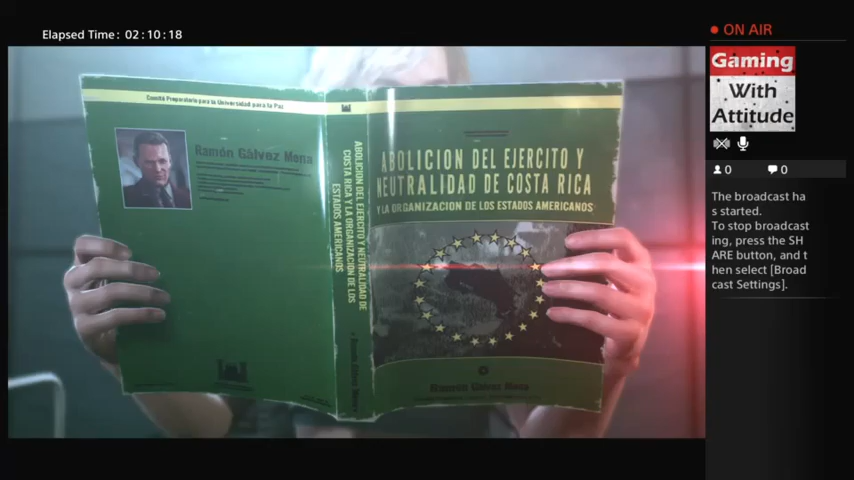 Elapsed Time: 02:10:18
ON AIR
Gaming
With
Attitude
0
0
The broadcast ha
s started.
To stop broadcast
ing, press the SH
ARE button, and t
hen select [Broad
cast Settings].
Comité Preparatorio para la Universidad para la Paz
Ramón Gálvez Mena
ABOLICION DEL EJERCITO Y NEUTRALIDAD DE
COSTA RICA Y LA ORGANIZACION DE LOS
ESTADOS AMERICANOS
ABOLICION DEL EJERCITO Y
NEUTRALIDAD DE COSTA RICA
Y LA ORGANIZACION DE LOS ESTADOS AMERICANOS
Ramón Gálvez Mena